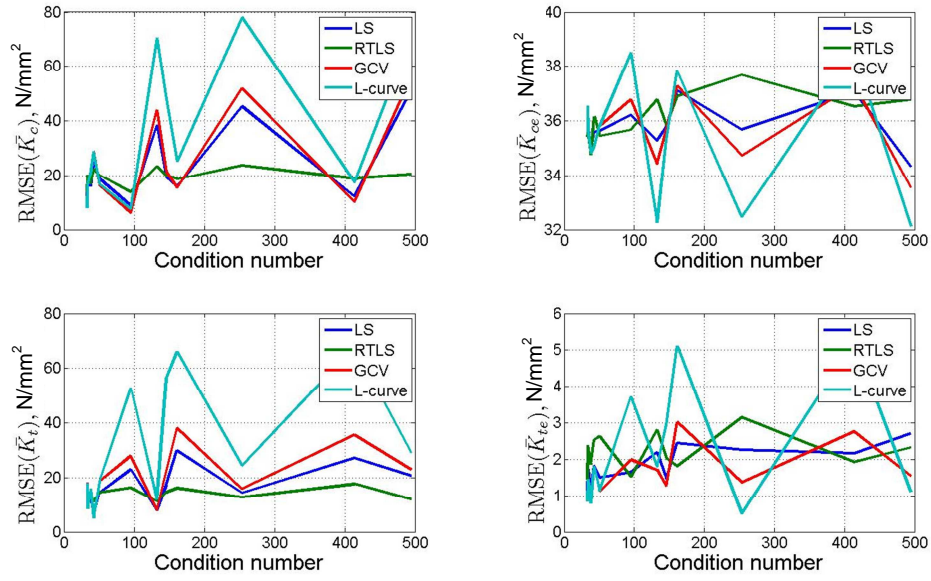 80
60
40
20
0
0 100 200 300 400 500
RMSE(K̄c), N/mm²
Condition number
LS
RTLS
GCV
L-curve
40
38
36
34
32
0 100 200 300 400 500
RMSE(K̄ce), N/mm²
Condition number
LS
RTLS
GCV
L-curve
80
60
40
20
0
0 100 200 300 400 500
RMSE(K̄t), N/mm²
Condition number
LS
RTLS
GCV
L-curve
6
5
4
3
2
1
0
0 100 200 300 400 500
RMSE(K̄te), N/mm²
Condition number
LS
RTLS
GCV
L-curve